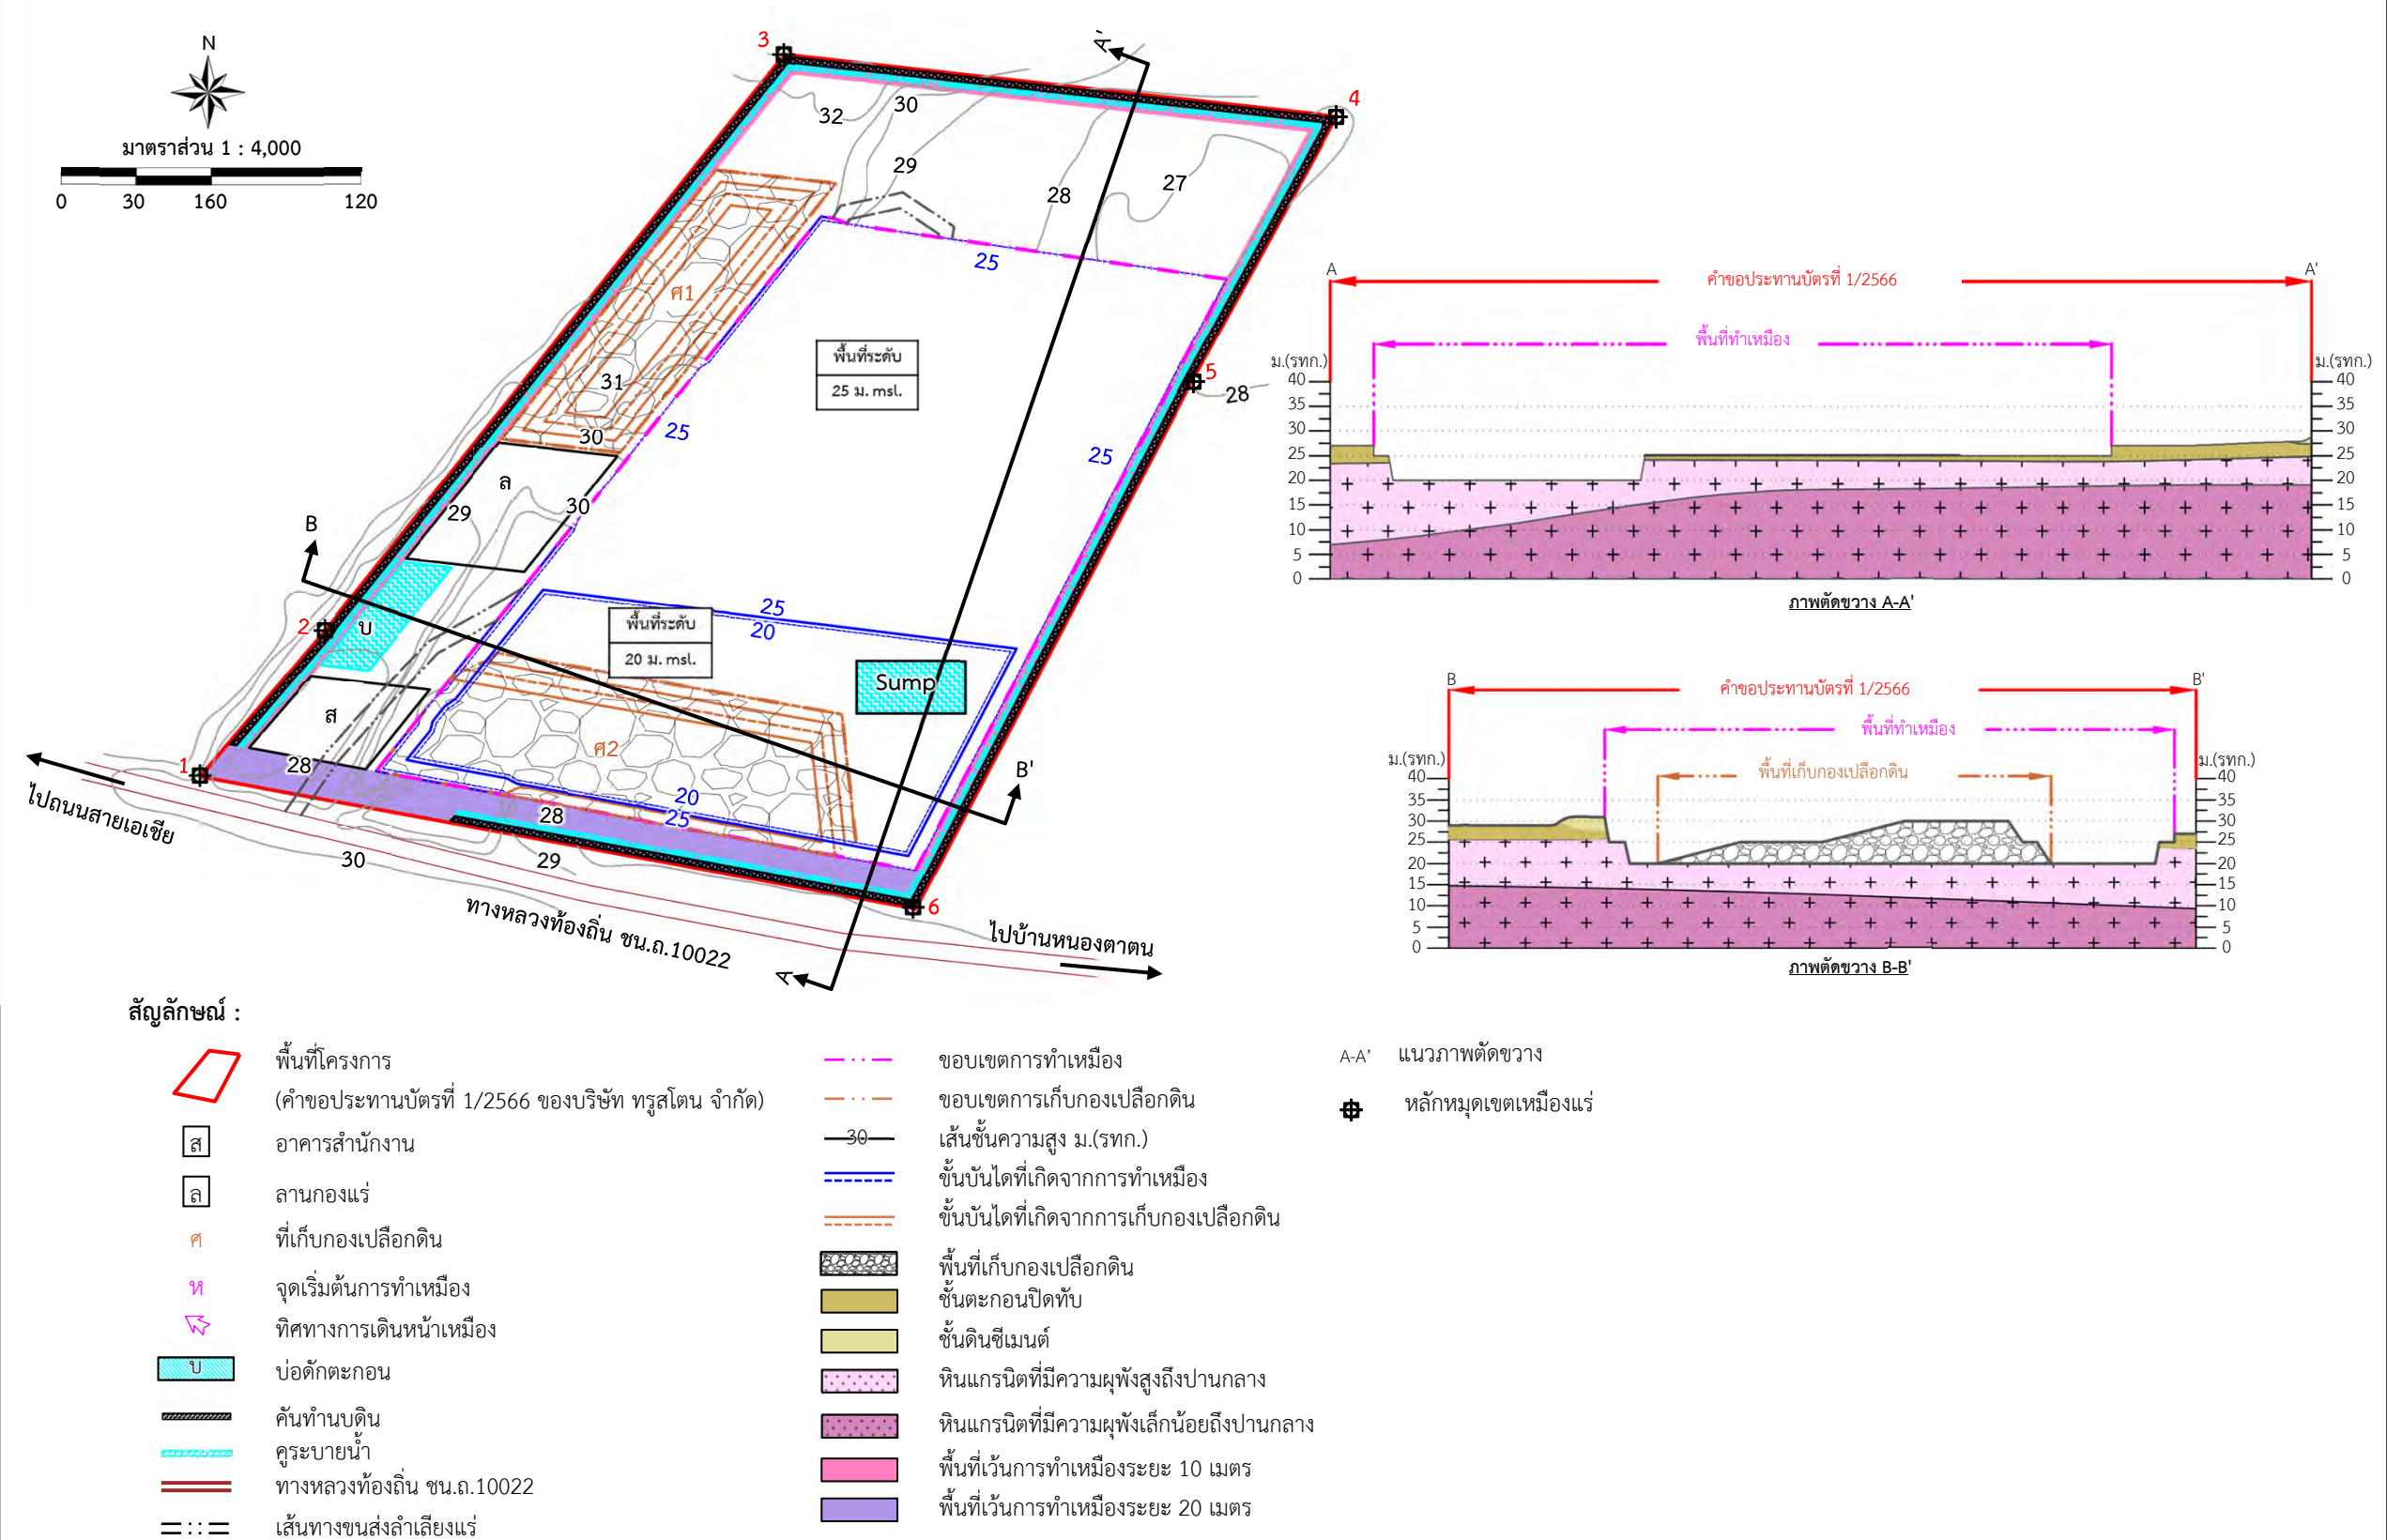 N
มาตราส่วน 1 : 4,000
0 30 160 120
3
A'
4
32
30
29
28
27
25
ศ1
พื้นที่ระดับ
25 ม. msl.
5
28
31
30
25
25
ล
29
30
B
2
บ
25
20
พื้นที่ระดับ
20 ม. msl.
Sump
ส
ศ2
B'
1
28
28
20
25
30
29
6
A
ไปถนนสายเอเชีย
ทางหลวงท้องถิ่น ชน.ถ.10022
ไปบ้านหนองตาตน
A A'
คำขอประทานบัตรที่ 1/2566
พื้นที่ทำเหมือง
ม.(รทก.) ม.(รทก.)
40 40
35 35
30 30
25 25
20 20
15 15
10 10
5 5
0 0
ภาพตัดขวาง A-A'
B B'
คำขอประทานบัตรที่ 1/2566
พื้นที่ทำเหมือง
พื้นที่เก็บกองเปลือกดิน
ม.(รทก.) ม.(รทก.)
40 40
35 35
30 30
25 25
20 20
15 15
10 10
5 5
0 0
ภาพตัดขวาง B-B'
สัญลักษณ์ :
พื้นที่โครงการ
(คำขอประทานบัตรที่ 1/2566 ของบริษัท ทรูสโตน จำกัด)
ส อาคารสำนักงาน
ล ลานกองแร่
ศ ที่เก็บกองเปลือกดิน
ห จุดเริ่มต้นการทำเหมือง
ทิศทางการเดินหน้าเหมือง
บ บ่อดักตะกอน
คันทำนบดิน
คูระบายน้ำ
ทางหลวงท้องถิ่น ชน.ถ.10022
เส้นทางขนส่งลำเลียงแร่
ขอบเขตการทำเหมือง
ขอบเขตการเก็บกองเปลือกดิน
30 เส้นชั้นความสูง ม.(รทก.)
ขั้นบันไดที่เกิดจากการทำเหมือง
ขั้นบันไดที่เกิดจากการเก็บกองเปลือกดิน
พื้นที่เก็บกองเปลือกดิน
ชั้นตะกอนปิดทับ
ชั้นดินซีเมนต์
หินแกรนิตที่มีความผุพังสูงถึงปานกลาง
หินแกรนิตที่มีความผุพังเล็กน้อยถึงปานกลาง
พื้นที่เว้นการทำเหมืองระยะ 10 เมตร
พื้นที่เว้นการทำเหมืองระยะ 20 เมตร
A-A’ แนวภาพตัดขวาง
หลักหมุดเขตเหมืองแร่